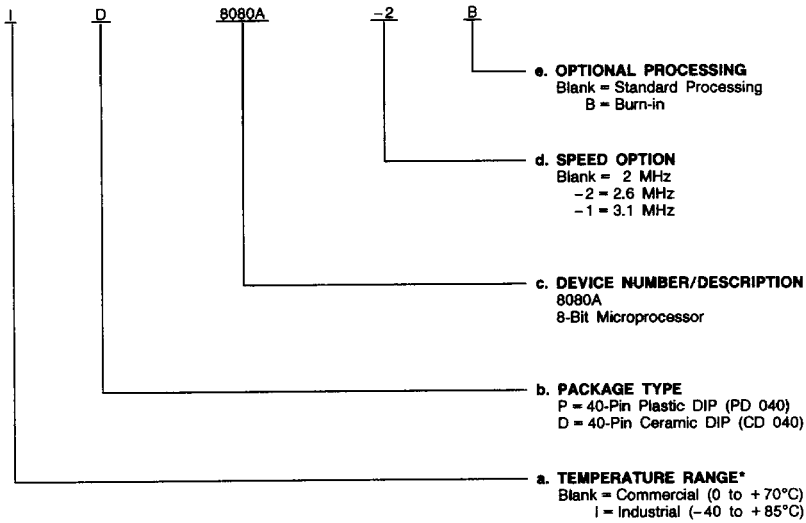 I D 8080A -2 B
e. OPTIONAL PROCESSING
Blank = Standard Processing
B = Burn-in
d. SPEED OPTION
Blank = 2 MHz
-2 = 2.6 MHz
-1 = 3.1 MHz
c. DEVICE NUMBER/DESCRIPTION
8080A
8-Bit Microprocessor
b. PACKAGE TYPE
P = 40-Pin Plastic DIP (PD 040)
D = 40-Pin Ceramic DIP (CD 040)
a. TEMPERATURE RANGE*
Blank = Commercial (0 to +70°C)
I = Industrial (-40 to +85°C)